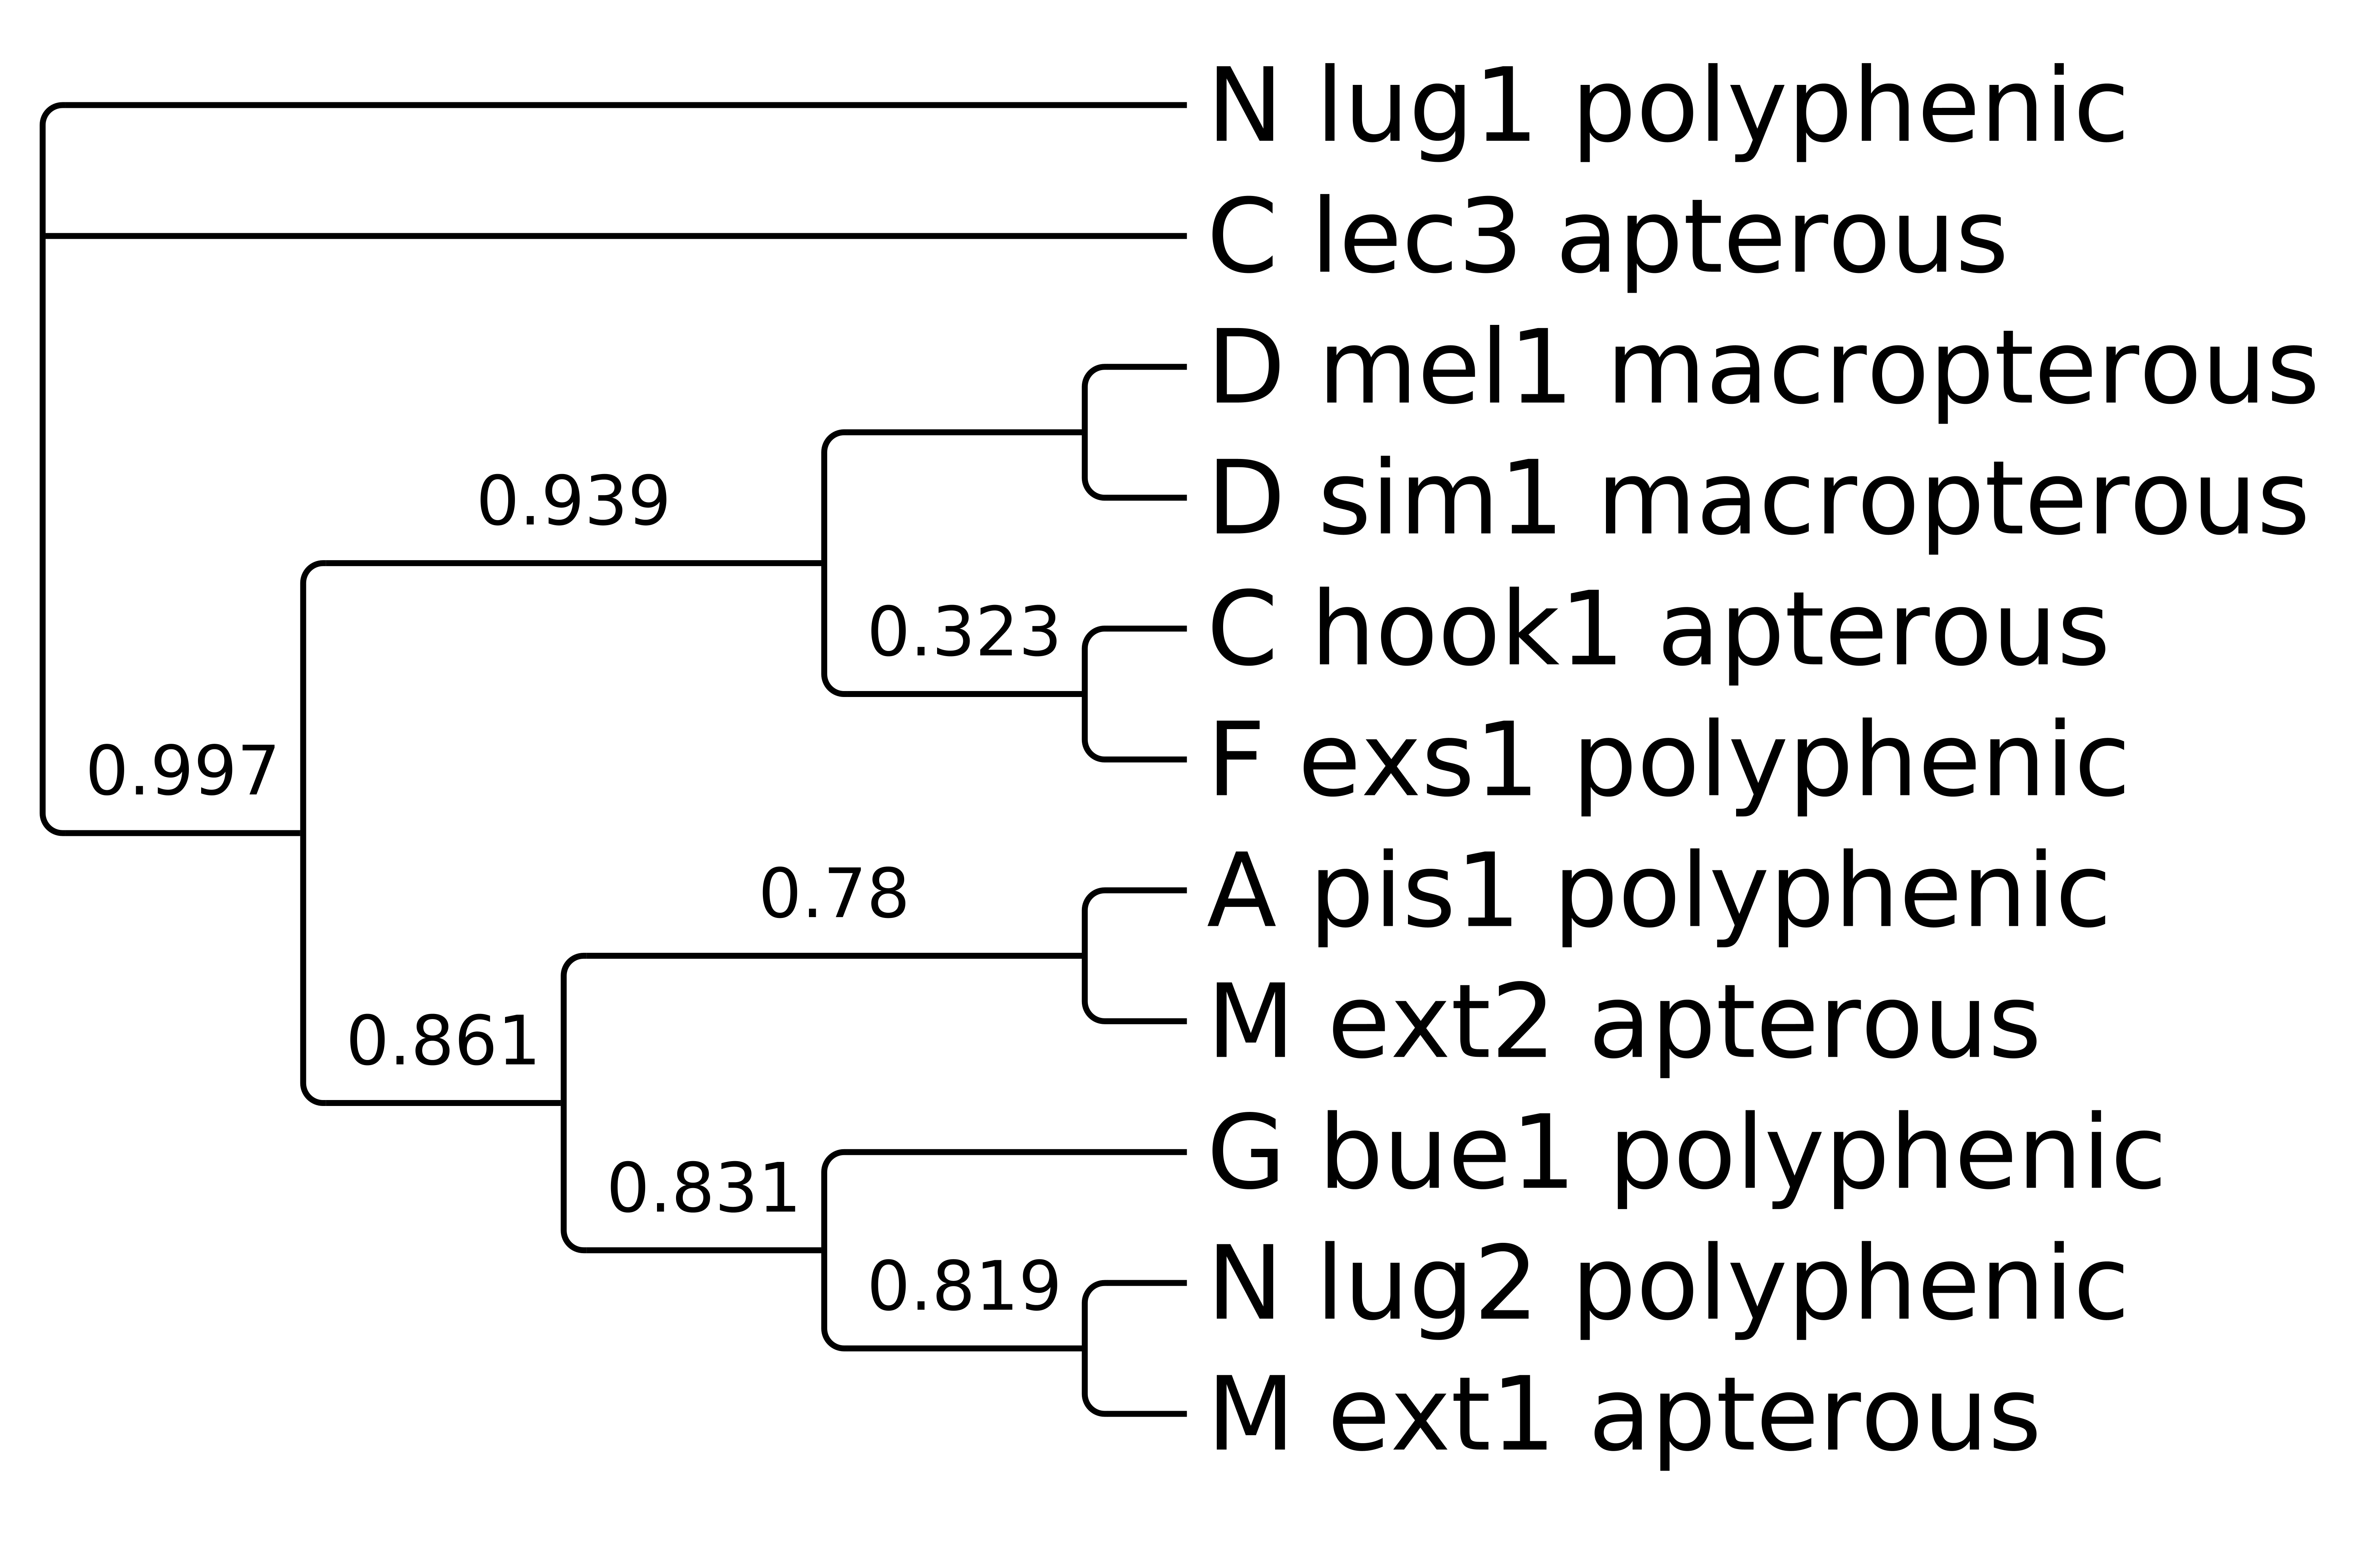 N lug1 polyphenic
C lec3 apterous
D mel1 macropterous
0.939
D sim1 macropterous
0.323
C hook1 apterous
0.997
F exs1 polyphenic
0.78
A pis1 polyphenic
0.861
M ext2 apterous
0.831
G bue1 polyphenic
0.819
N lug2 polyphenic
M ext1 apterous